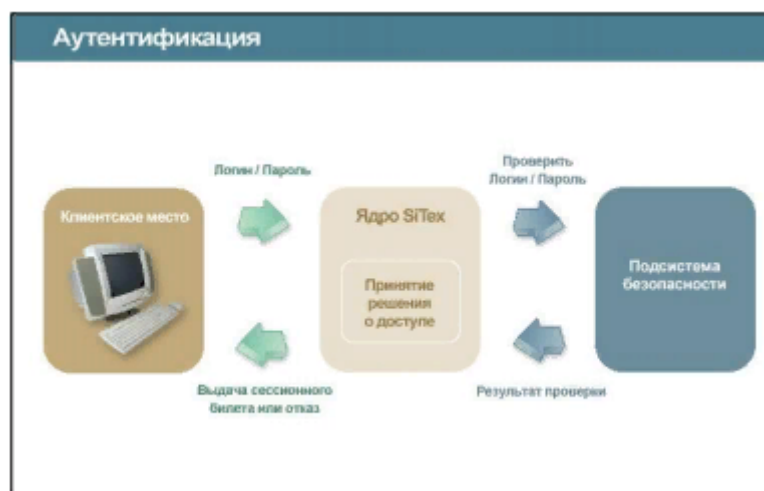 Аутентификация
Логин / Пароль
Проверить
Логин / Пароль
Клиентское место
Ядро SiTex
Принятие
решения
о доступе
Подсистема
безопасности
Выдача сессионного
билета или отказ
Результат проверки